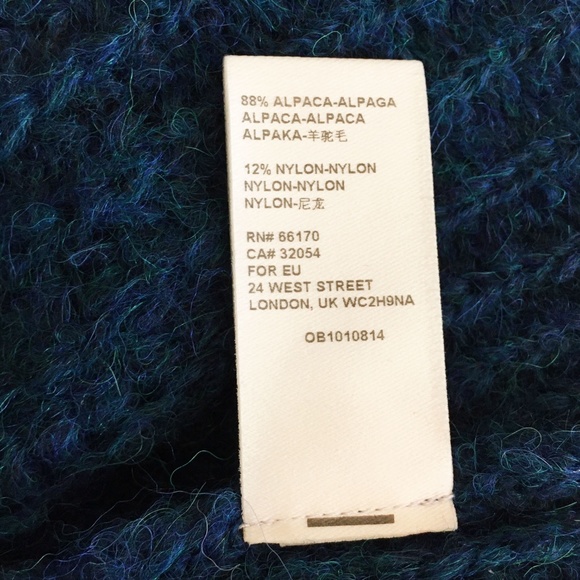 88% ALPACA-ALPAGA
ALPACA-ALPACA
ALPAKA-羊驼毛
12% NYLON-NYLON
NYLON-NYLON
NYLON-尼龙
RN# 66170
CA# 32054
FOR EU
24 WEST STREET
LONDON, UK WC2H9NA
OB1010814